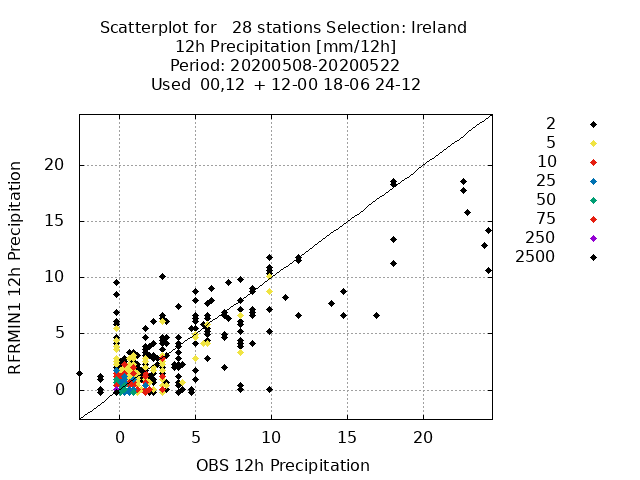 Scatterplot for 28 stations Selection: Ireland
12h Precipitation [mm/12h]
Period: 20200508-20200522
Used 00,12 + 12-00 18-06 24-12
2
5
10
25
50
75
250
2500
RFRMIN1 12h Precipitation
20
15
10
5
0
0 5 10 15 20
OBS 12h Precipitation